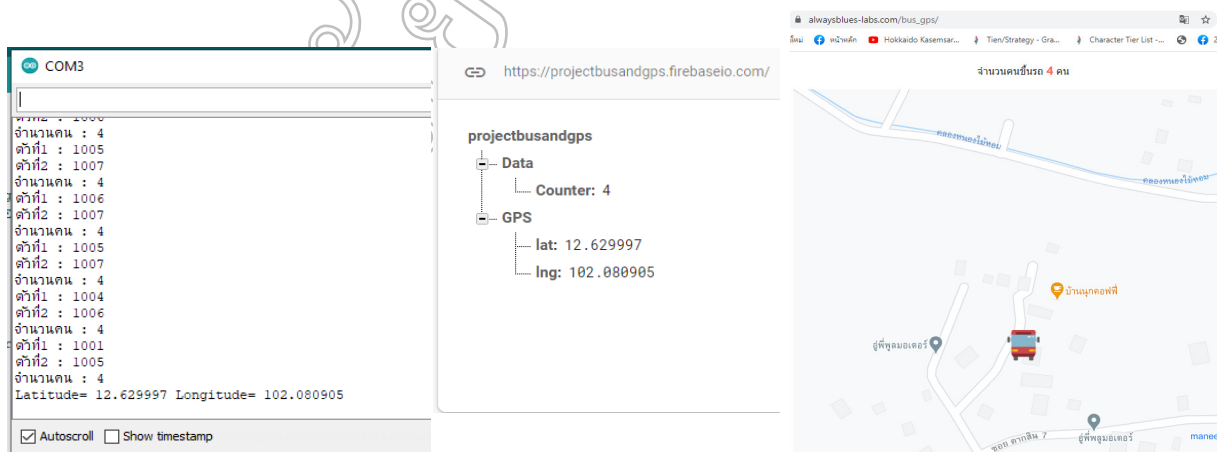 COM3
ตัวที่2 : 1006
จำนวนคน : 4
ตัวที่1 : 1005
ตัวที่2 : 1007
จำนวนคน : 4
ตัวที่1 : 1006
ตัวที่2 : 1007
จำนวนคน : 4
ตัวที่1 : 1005
ตัวที่2 : 1007
จำนวนคน : 4
ตัวที่1 : 1004
ตัวที่2 : 1006
จำนวนคน : 4
ตัวที่1 : 1001
ตัวที่2 : 1005
จำนวนคน : 4
Latitude= 12.629997 Longitude= 102.080905
Autoscroll Show timestamp
https://projectbusandgps.firebaseio.com/
projectbusandgps
Data
Counter: 4
GPS
lat: 12.629997
lng: 102.080905
alwaysblues-labs.com/bus_gps/
หน้าหลัก Hokkaido Kasemsar... Tien/Strategy - Gra... Character Tier List -...
จำนวนคนขึ้นรถ 4 คน
คลองหนองไม้หอม
คลองหนองไม้หอม
บ้านนุกคอฟฟี่
อู่พี่พูลมอเตอร์
อู่พี่พูลมอเตอร์
ซอย ตากสิน 7
manee